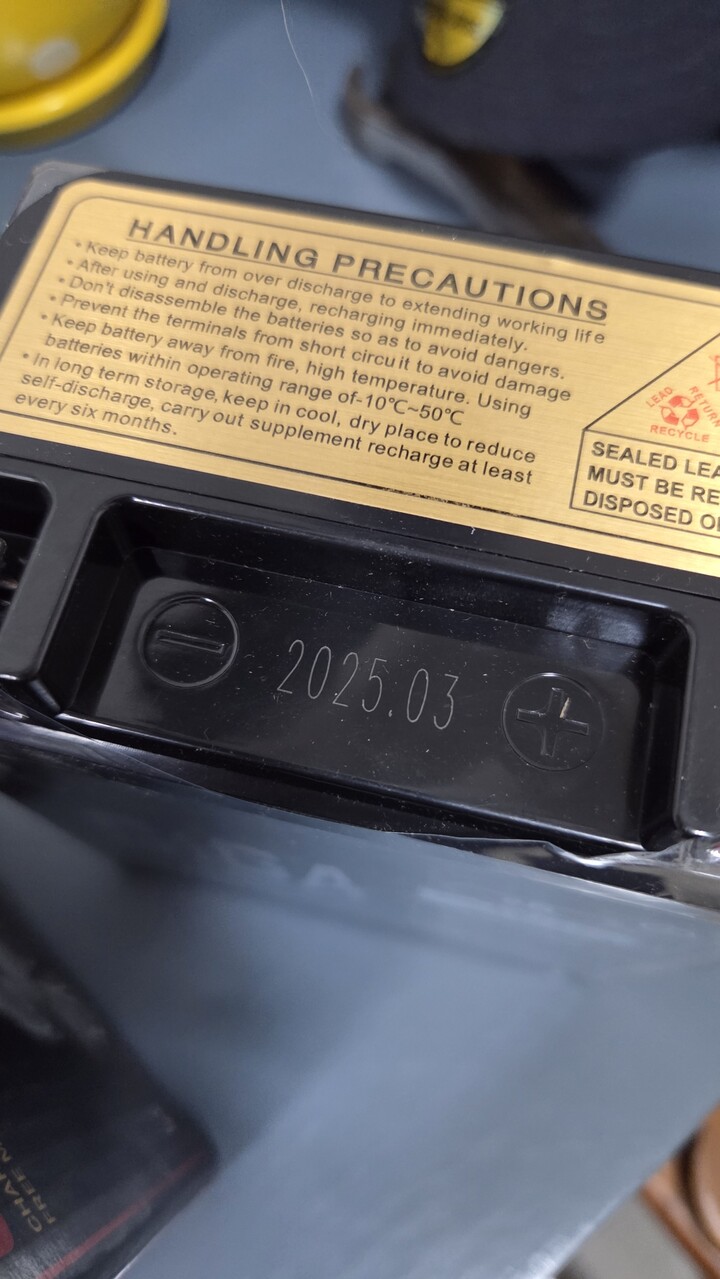 HANDLING PRECAUTIONS
• Keep battery from over discharge to extending working life
• After using and discharge, recharging immediately.
• Don't disassemble the batteries so as to avoid dangers.
• Prevent the terminals from short circuit to avoid damage
• Keep battery away from fire, high temperature. Using
batteries within operating range of-10℃~50℃
• In long term storage, keep in cool, dry place to reduce
self-discharge, carry out supplement recharge at least
every six months.
LEAD
RETURN
RECYCLE
SEALED LEA
MUST BE RE
DISPOSED O
2025.03
FREE